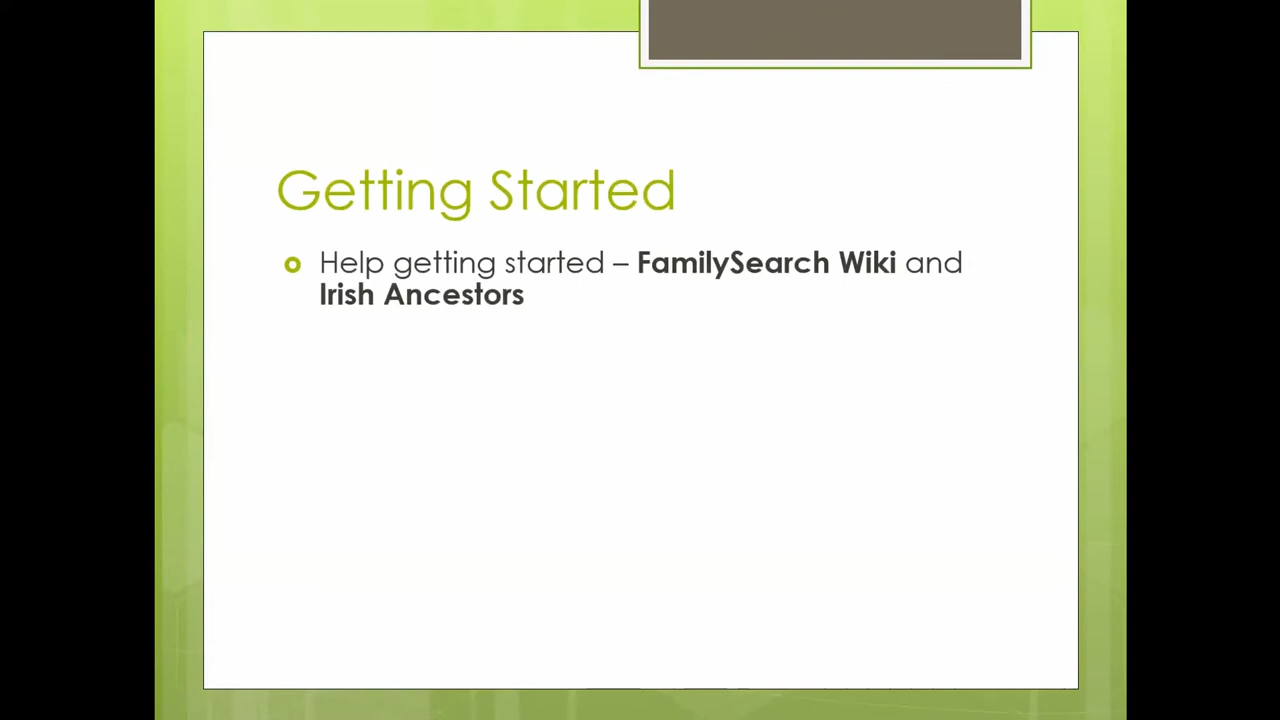 Getting Started
Help getting started – FamilySearch Wiki and
Irish Ancestors